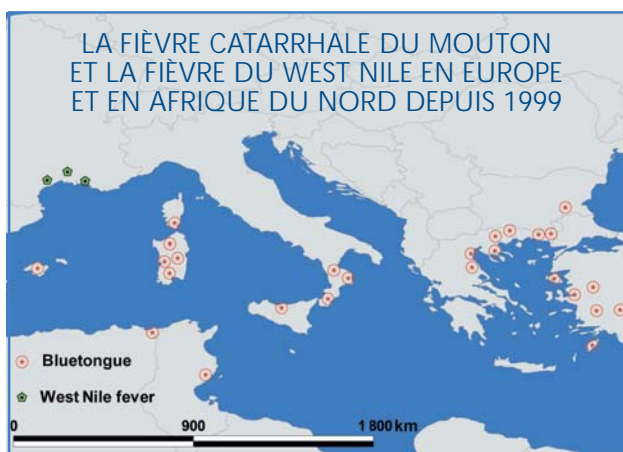 LA FIÈVRE CATARRHALE DU MOUTON
ET LA FIÈVRE DU WEST NILE EN EUROPE
ET EN AFRIQUE DU NORD DEPUIS 1999
Bluetongue
West Nile fever
0 900 1 800 km